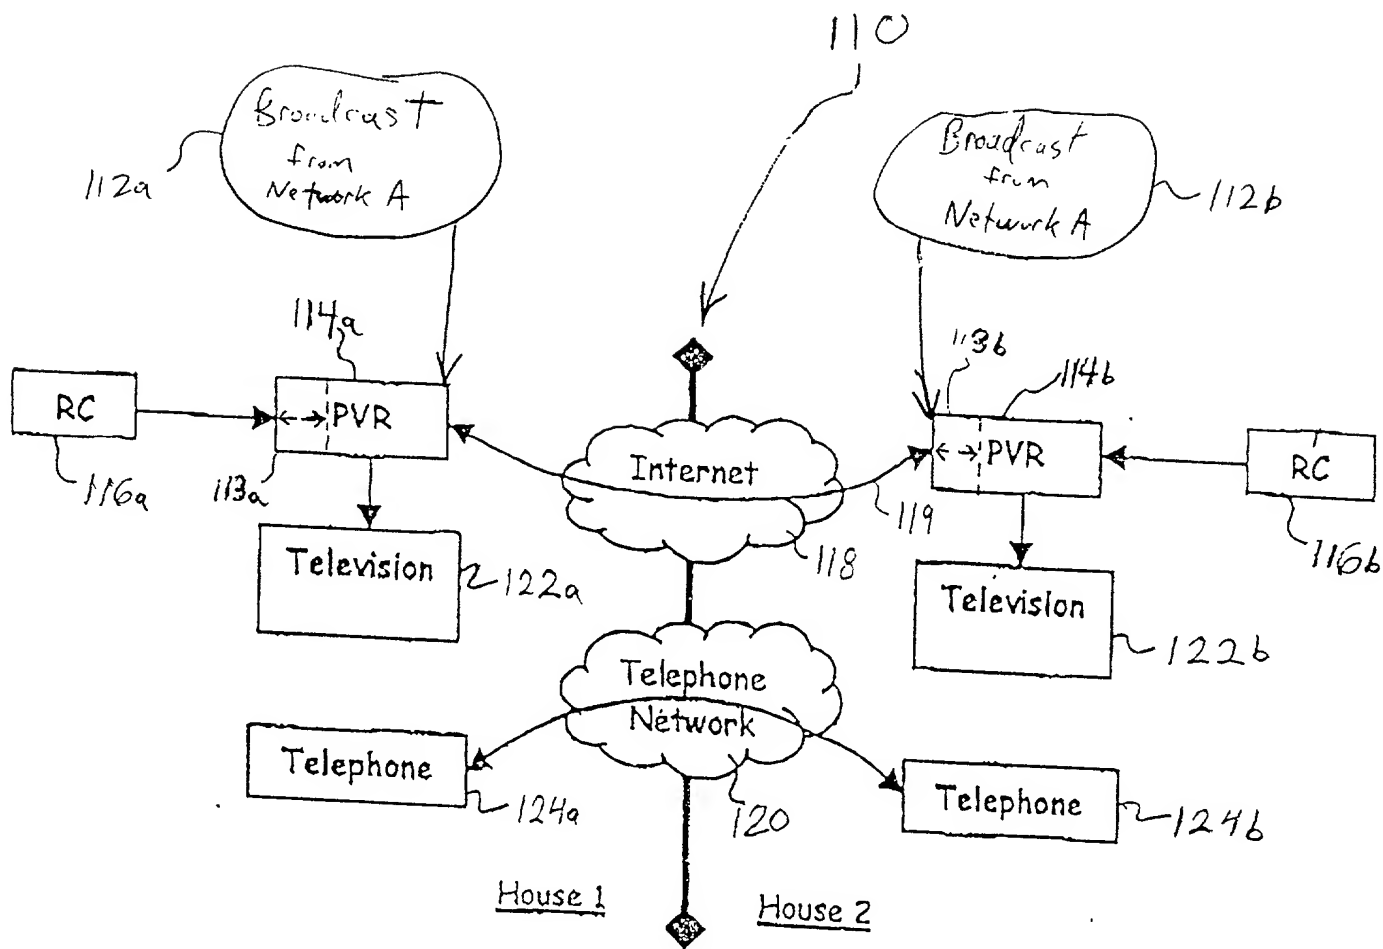 110
Broadcast
from
Network A
112a
Broadcast
from
Network A
112b
114a
113b
114b
RC
PVR
116a
113a
Internet
119
118
PVR
RC
116b
Television
122a
Television
122b
Telephone
Network
120
Telephone
124a
Telephone
124b
House 1
House 2